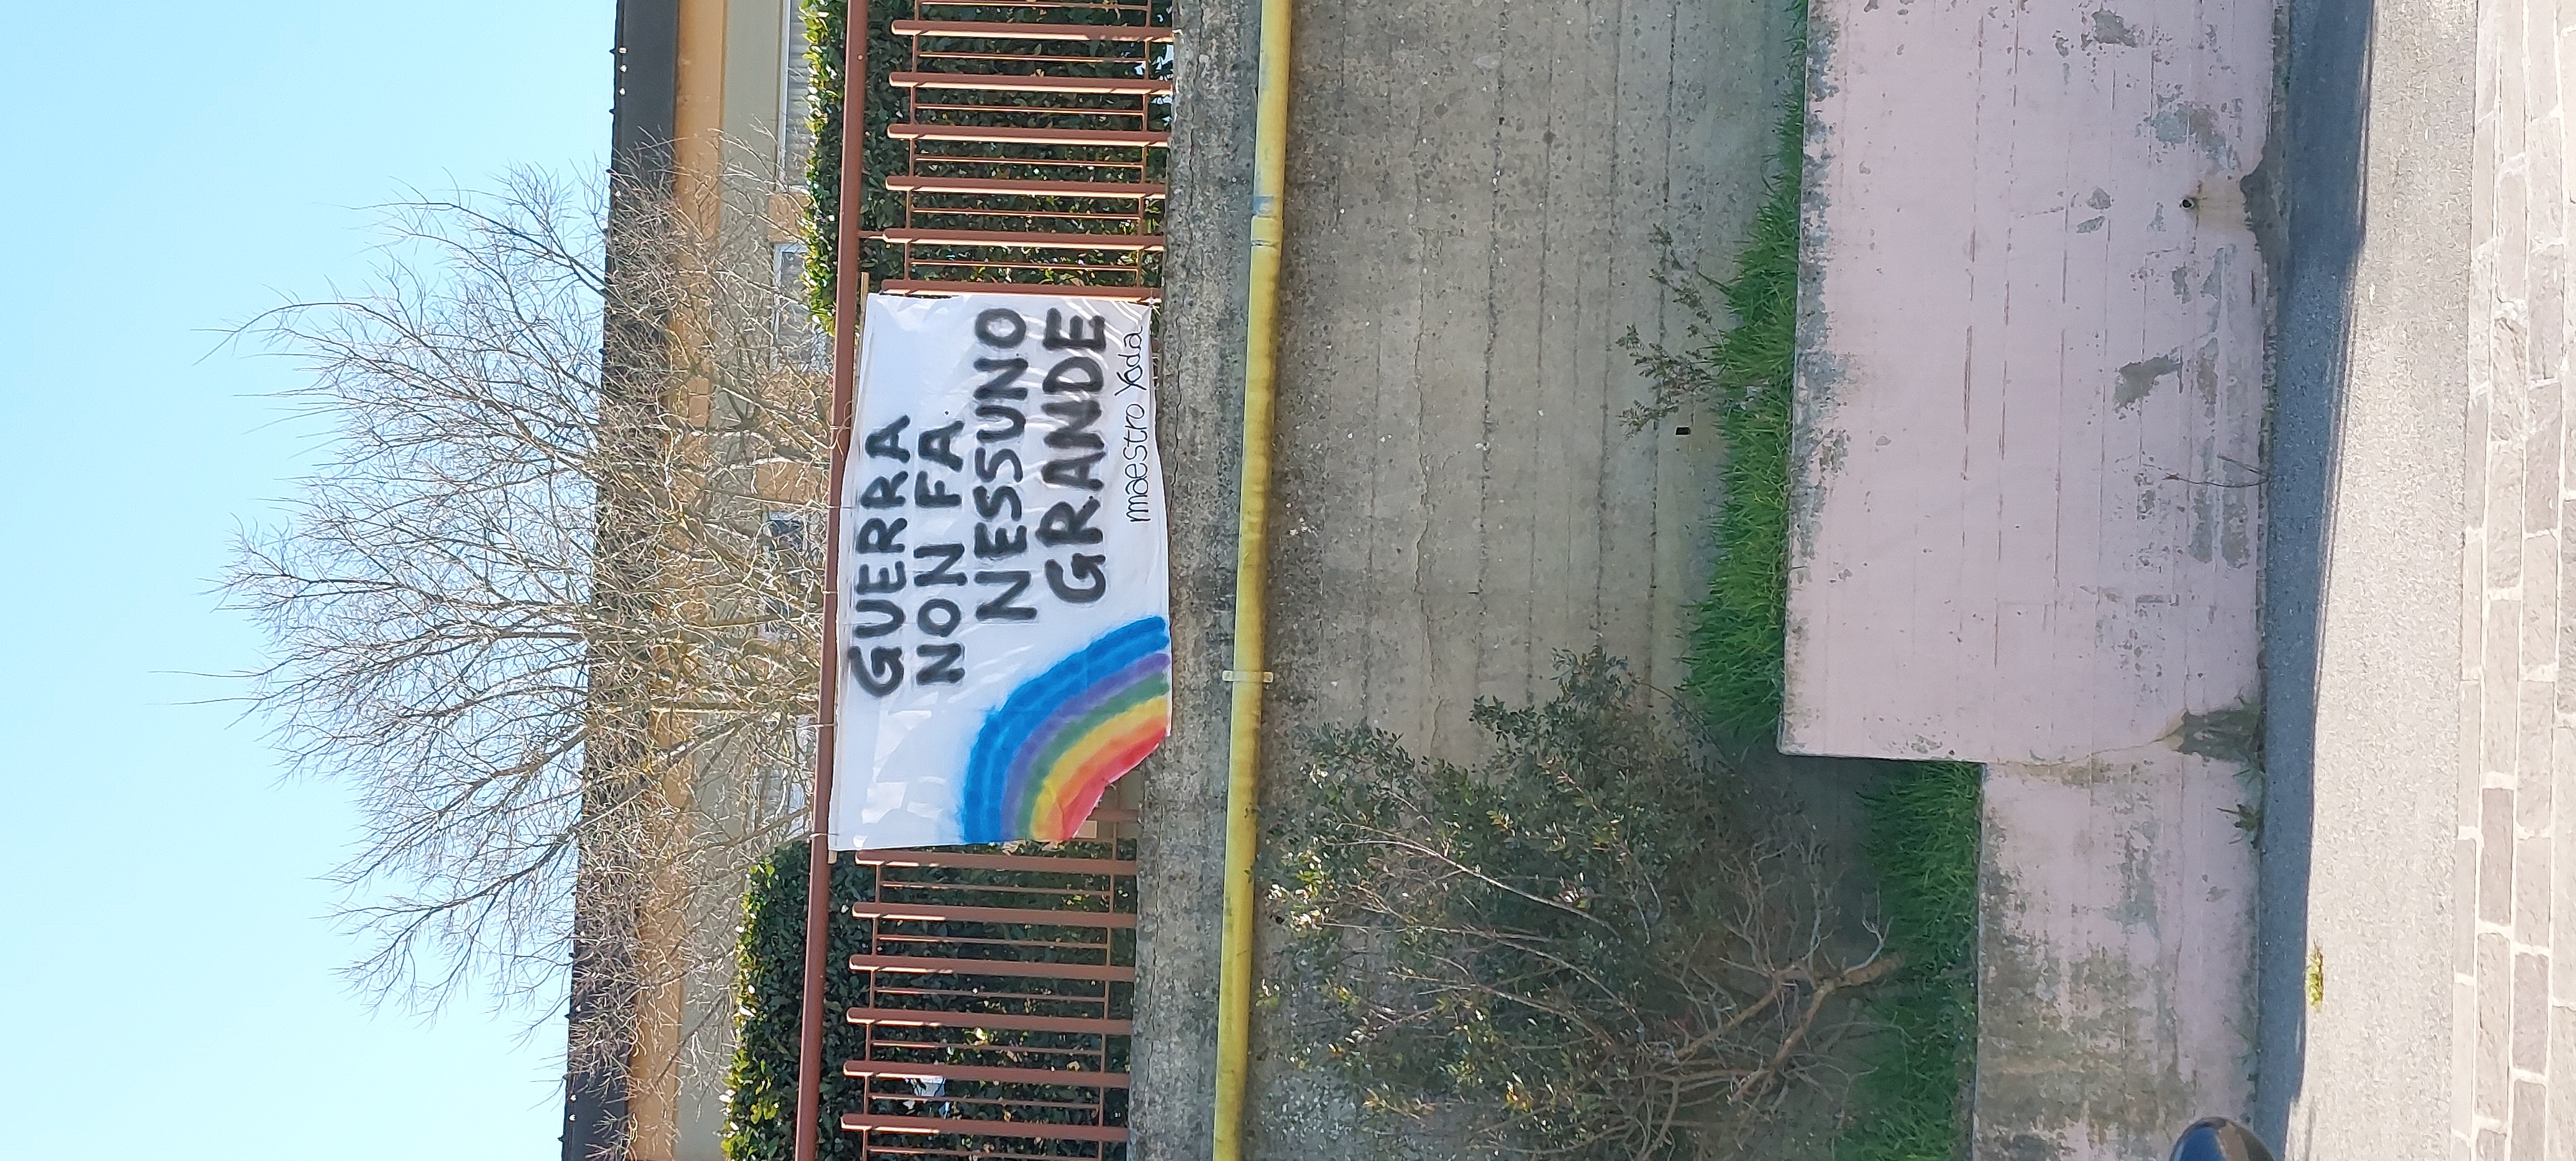 GUERRA
NON FA
NESSUNO
GRANDE
maestro Yoda